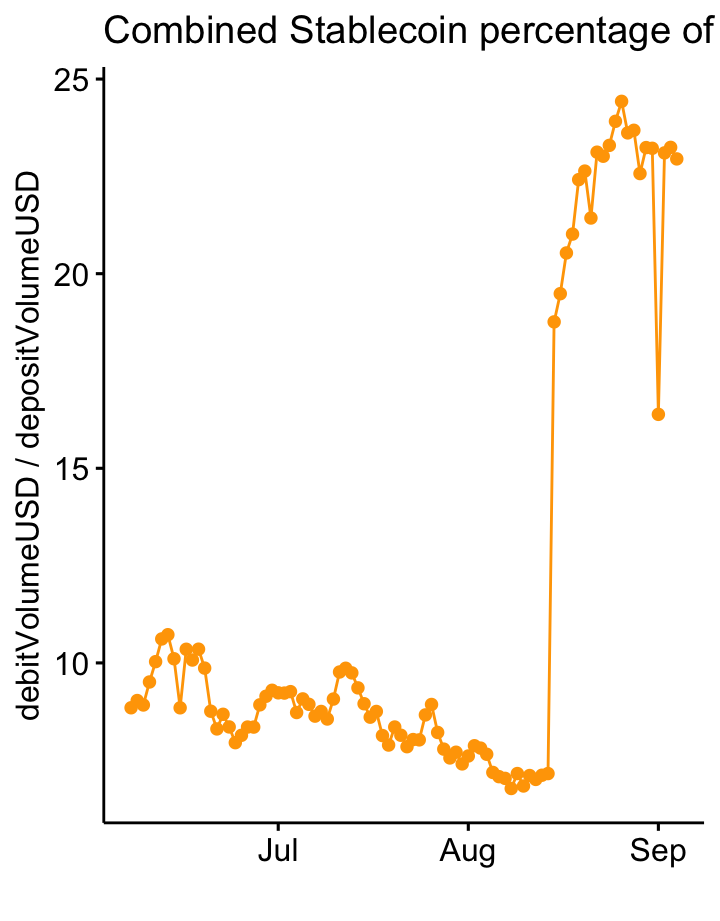 Combined Stablecoin percentage of
25
20
15
10
debitVolumeUSD / depositVolumeUSD
Jul Aug Sep